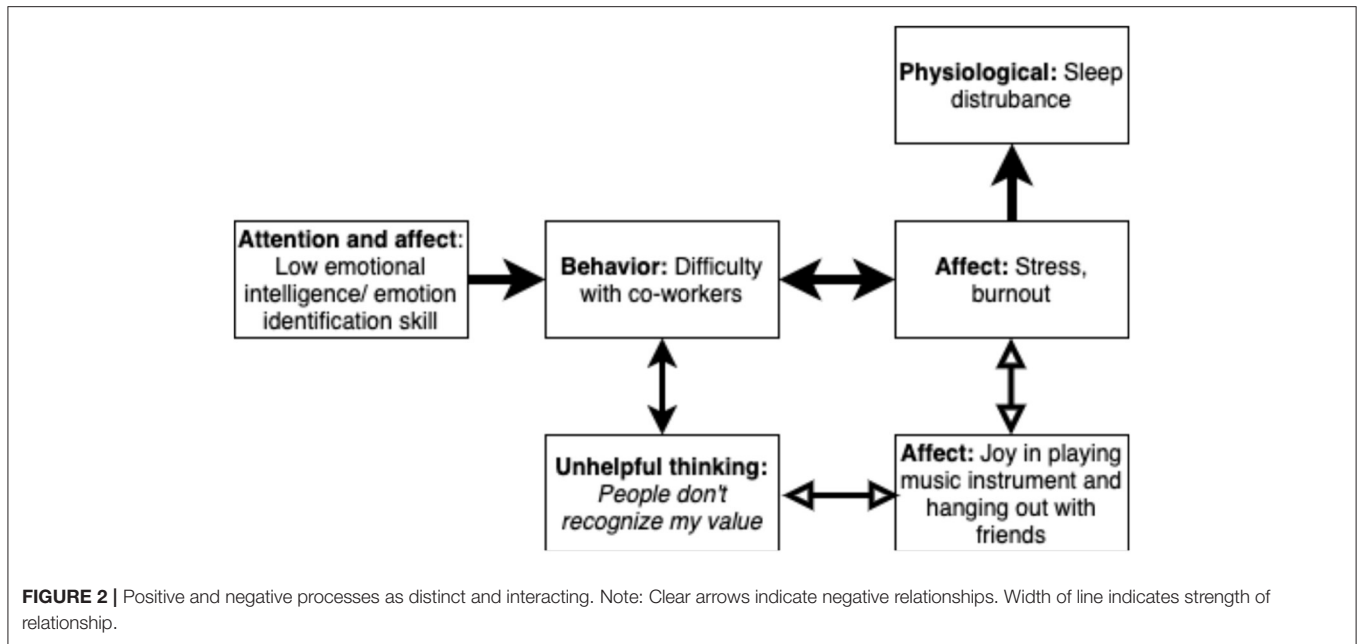 Physiological: Sleep
distrubance
Attention and affect:
Low emotional
intelligence/ emotion
identification skill
Behavior: Difficulty
with co-workers
Affect: Stress,
burnout
Unhelpful thinking:
People don't
recognize my value
Affect: Joy in playing
music instrument and
hanging out with
friends
FIGURE 2 | Positive and negative processes as distinct and interacting. Note: Clear arrows indicate negative relationships. Width of line indicates strength of
relationship.